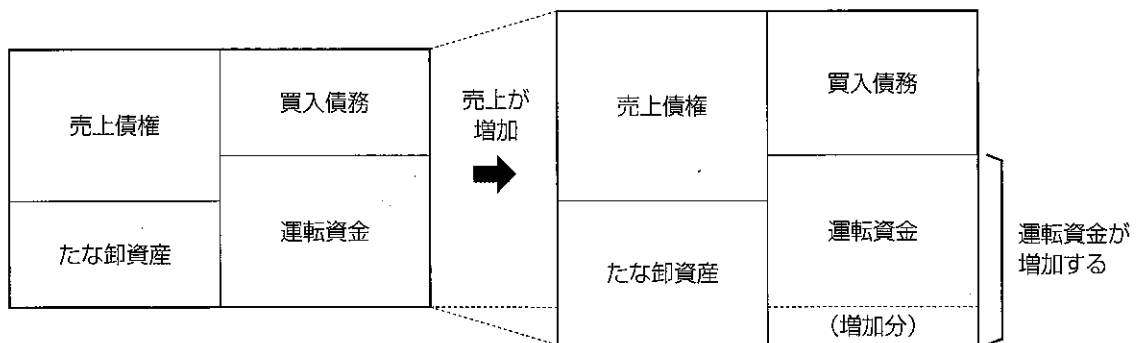 売上債権
買入債務
たな卸資産
運転資金
売上が
増加
売上債権
買入債務
たな卸資産
運転資金
(増加分)
運転資金が
増加する